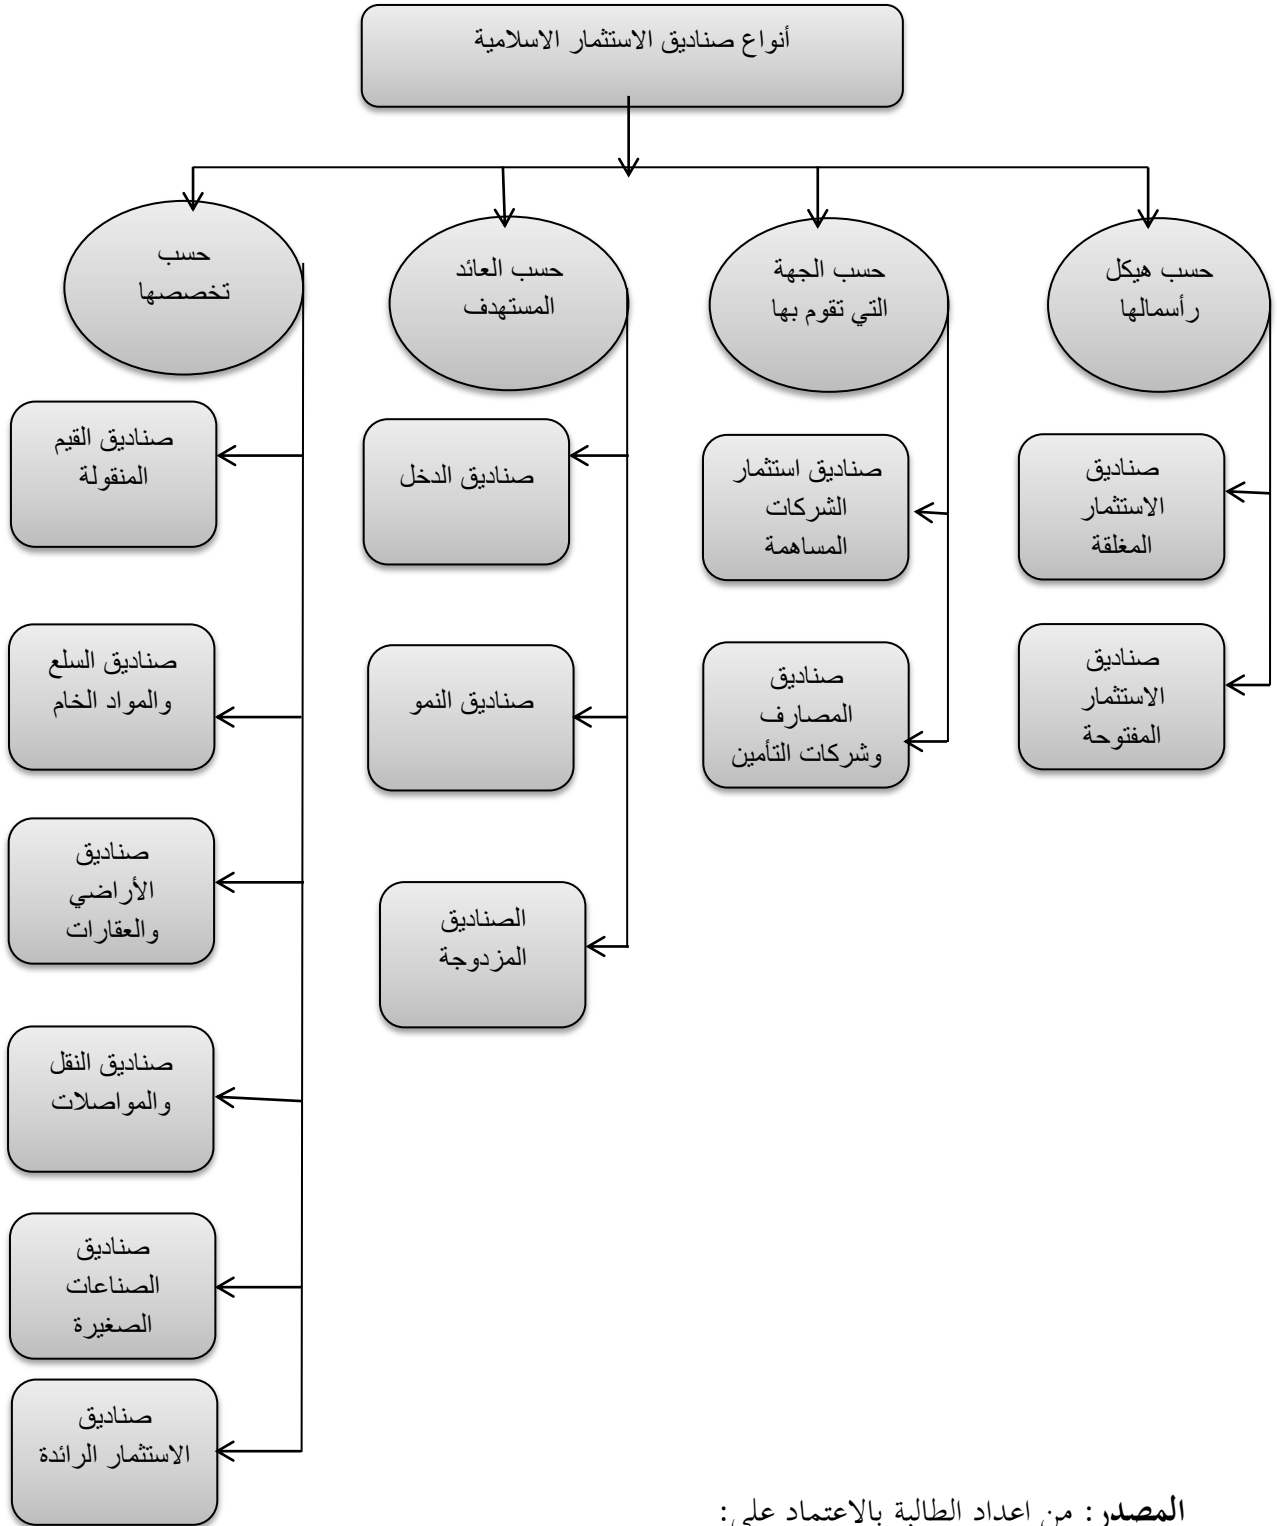 أنواع صناديق الاستثمار الاسلامية
حسب هيكل
رأسمالها
صناديق
الاستثمار
المغلقة
صناديق
الاستثمار
المفتوحة
حسب الجهة
التي تقوم بها
صناديق استثمار
الشركات
المساهمة
صناديق
المصارف
وشركات التأمين
حسب العائد
المستهدف
صناديق الدخل
صناديق النمو
الصناديق
المزدوجة
حسب
تخصصها
صناديق القيم
المنقولة
صناديق السلع
والمواد الخام
صناديق
الأراضي
والعقارات
صناديق النقل
والمواصلات
صناديق
الصناعات
الصغيرة
صناديق
الاستثمار الرائدة
المصدر: من اعداد الطالبة بالاعتماد على: